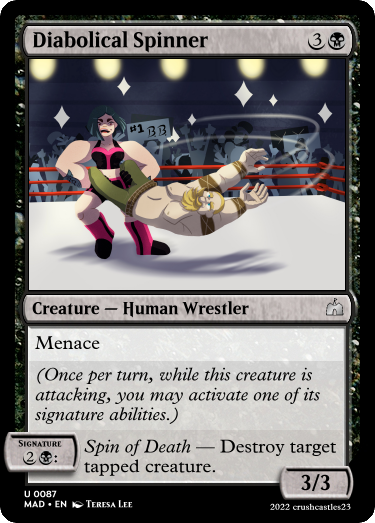 Diabolical Spinner 3
#1 BB
Creature — Human Wrestler
Menace
(Once per turn, while this creature is
attacking, you may activate one of its
signature abilities.)
SIGNATURE
2 :
Spin of Death — Destroy target
tapped creature.
3/3
U 0087
MAD • EN TERESA LEE
2022 crushcastles23